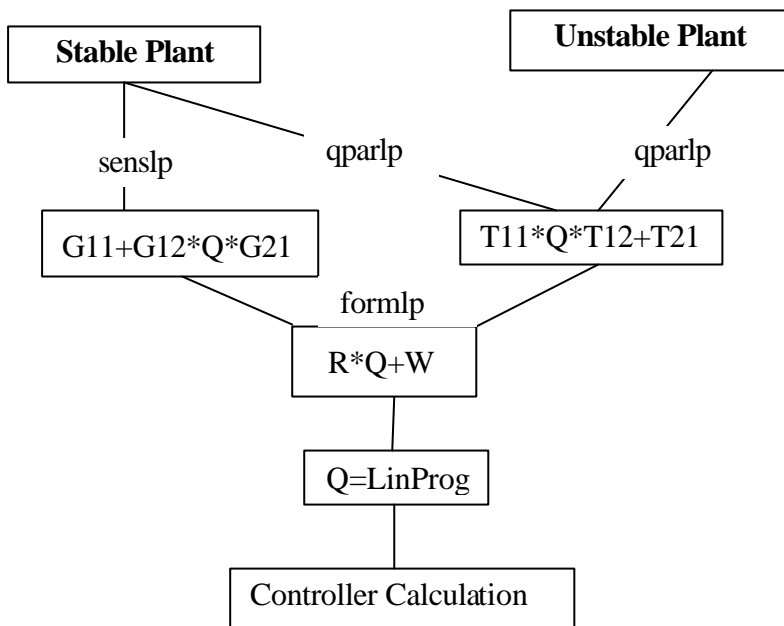 Stable Plant
Unstable Plant
senslp
qparlp
qparlp
G11+G12*Q*G21
T11*Q*T12+T21
formlp
R*Q+W
Q=LinProg
Controller Calculation